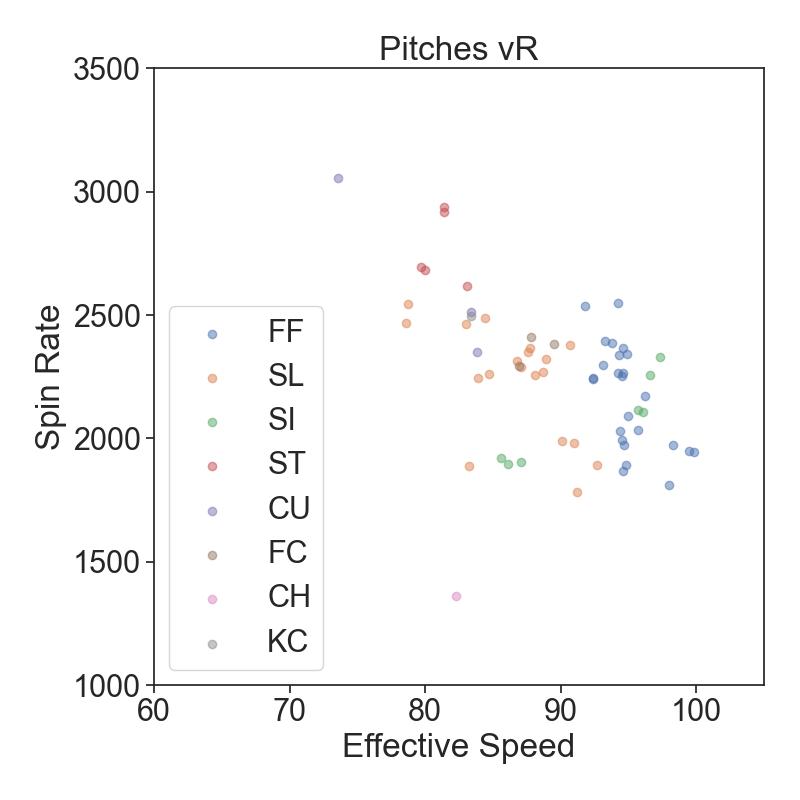 Pitches vR
3500
3000
2500
2000
1500
1000
Spin Rate
FF
SL
SI
ST
CU
FC
CH
KC
60 70 80 90 100
Effective Speed